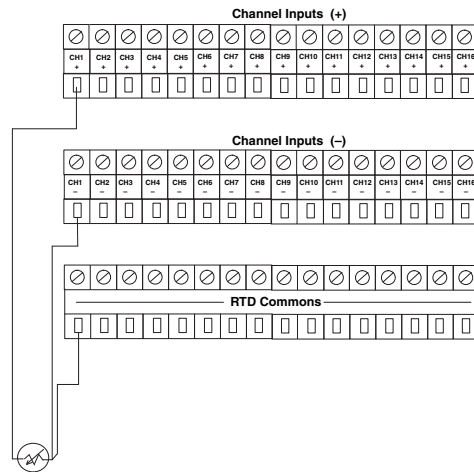 Channel Inputs (+)
CH1 CH2 CH3 CH4 CH5 CH6 CH7 CH8 CH9 CH10 CH11 CH12 CH13 CH14 CH15 CH16
+ + + + + + + + + + + + + + + +
Channel Inputs (–)
CH1 CH2 CH3 CH4 CH5 CH6 CH7 CH8 CH9 CH10 CH11 CH12 CH13 CH14 CH15 CH16
– – – – – – – – – – – – – – – –
RTD Commons